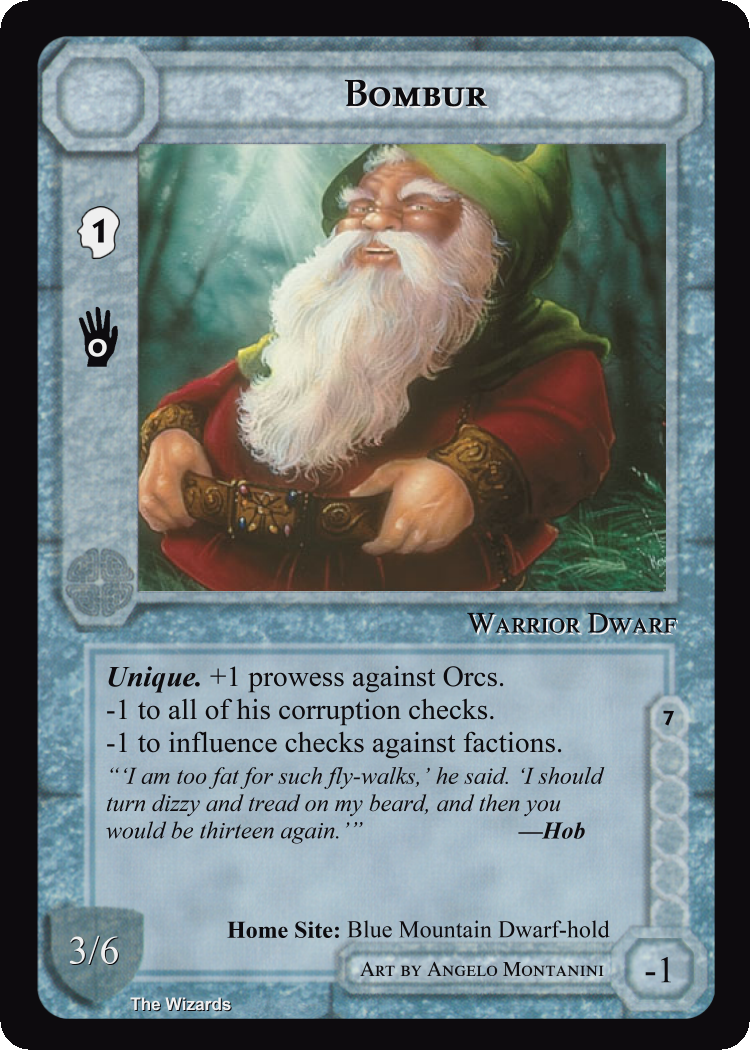 Bombur
1
0
Warrior Dwarf
Unique. +1 prowess against Orcs.
-1 to all of his corruption checks.
-1 to influence checks against factions.
“‘I am too fat for such fly-walks,’ he said. ‘I should
turn dizzy and tread on my beard, and then you
would be thirteen again.’” —Hob
7
Home Site: Blue Mountain Dwarf-hold
3/6
Art by Angelo Montanini
-1
The Wizards